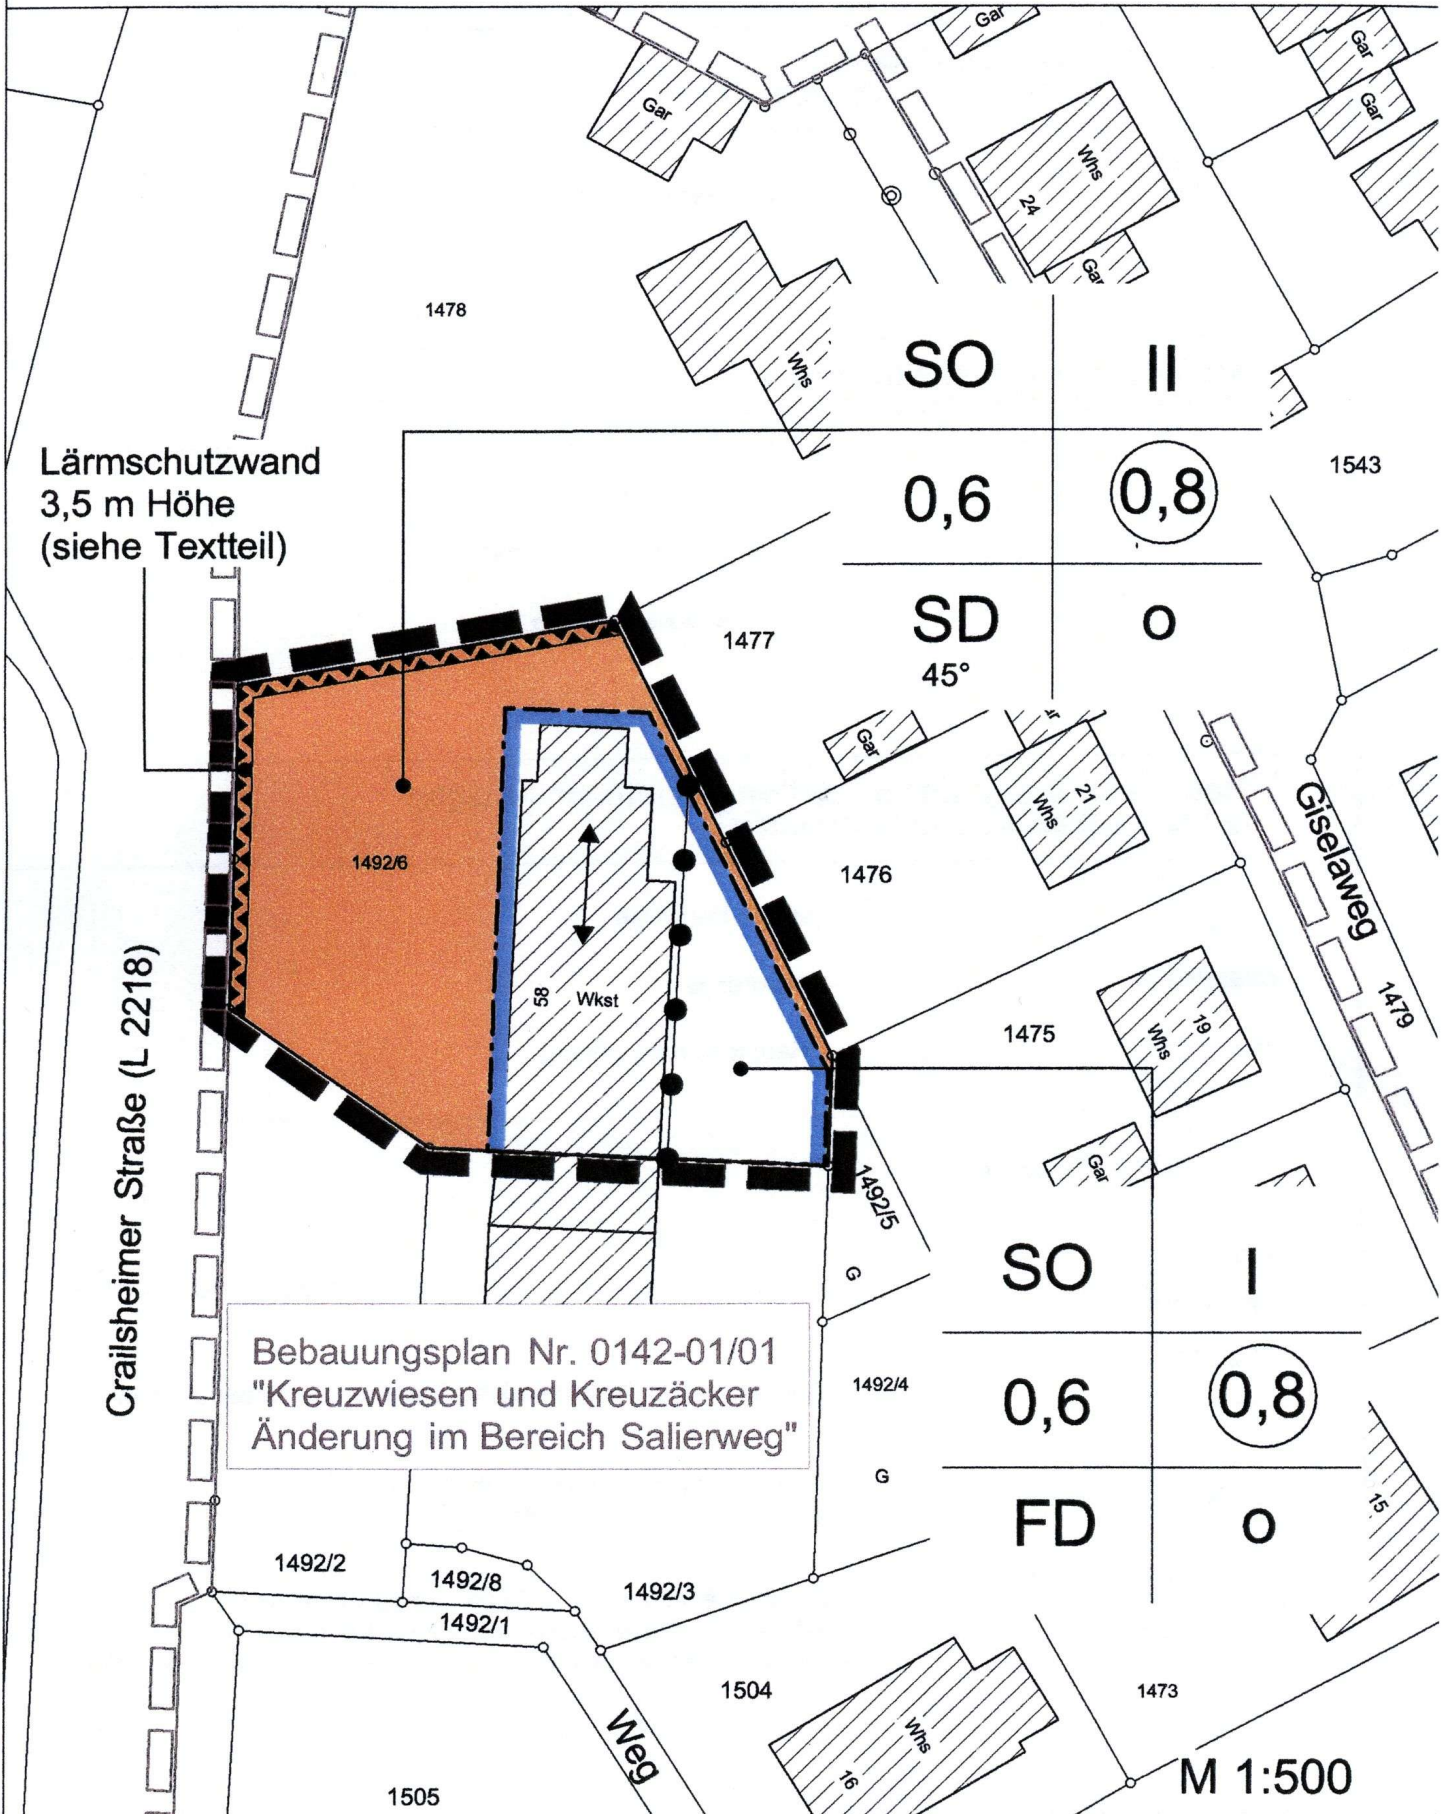 Gar
Gar
Gar
Gar
Whs
24
Gar
1478
Whs
SO II
0,6 0,8
SD o
45°
1543
Lärmschutzwand
3,5 m Höhe
(siehe Textteil)
1477
Gar
21
Whs
1476
Giselaweg
1492/6
58 Wkst
Crailsheimer Straße (L 2218)
1475
19
Whs
1479
Gar
1492/5
G
SO I
0,6 0,8
FD o
Bebauungsplan Nr. 0142-01/01
"Kreuzwiesen und Kreuzäcker
Änderung im Bereich Salierweg"
1492/4
G
15
1492/2
1492/8
1492/3
1492/1
1504
1473
Weg
Whs
16
M 1:500
1505